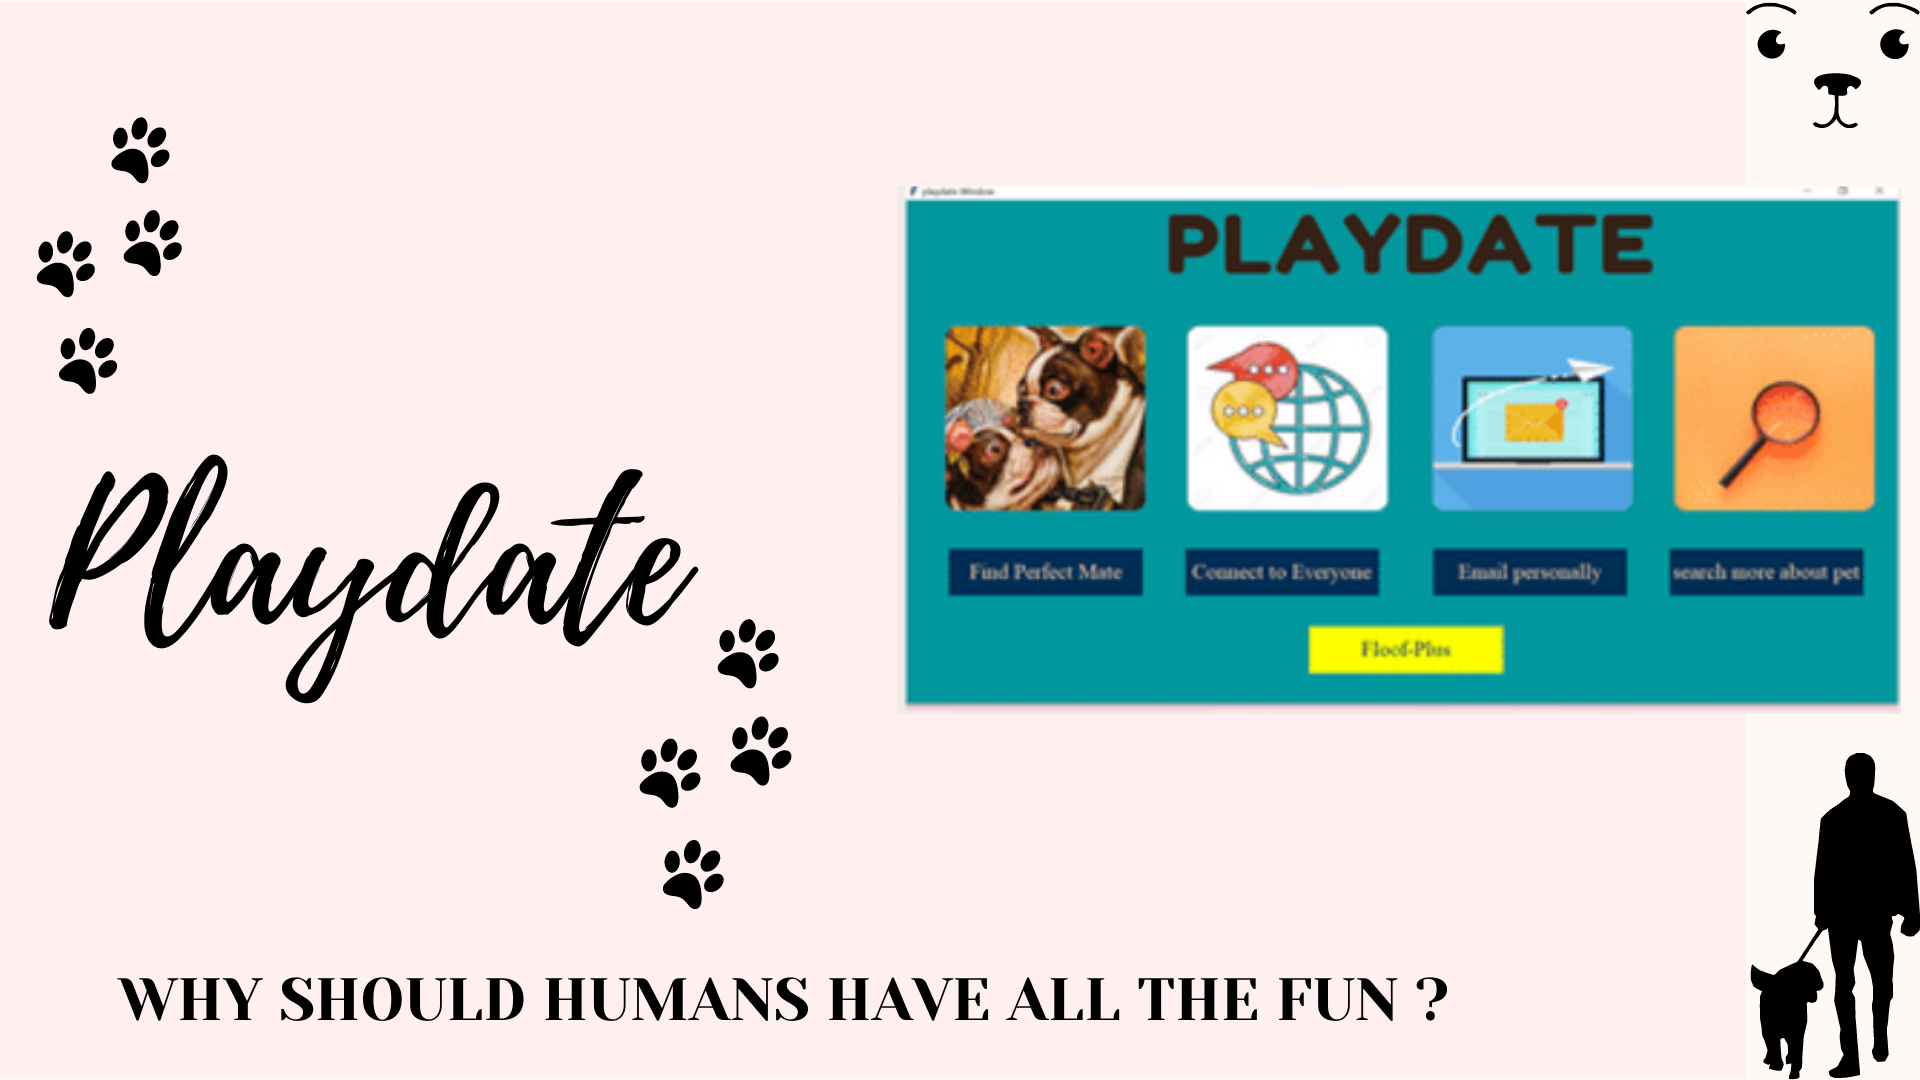 Playdate
playdate Window
PLAYDATE
Find Perfect Mate
Connect to Everyone
Email personally
search more about pet
Floof-Plus
WHY SHOULD HUMANS HAVE ALL THE FUN ?